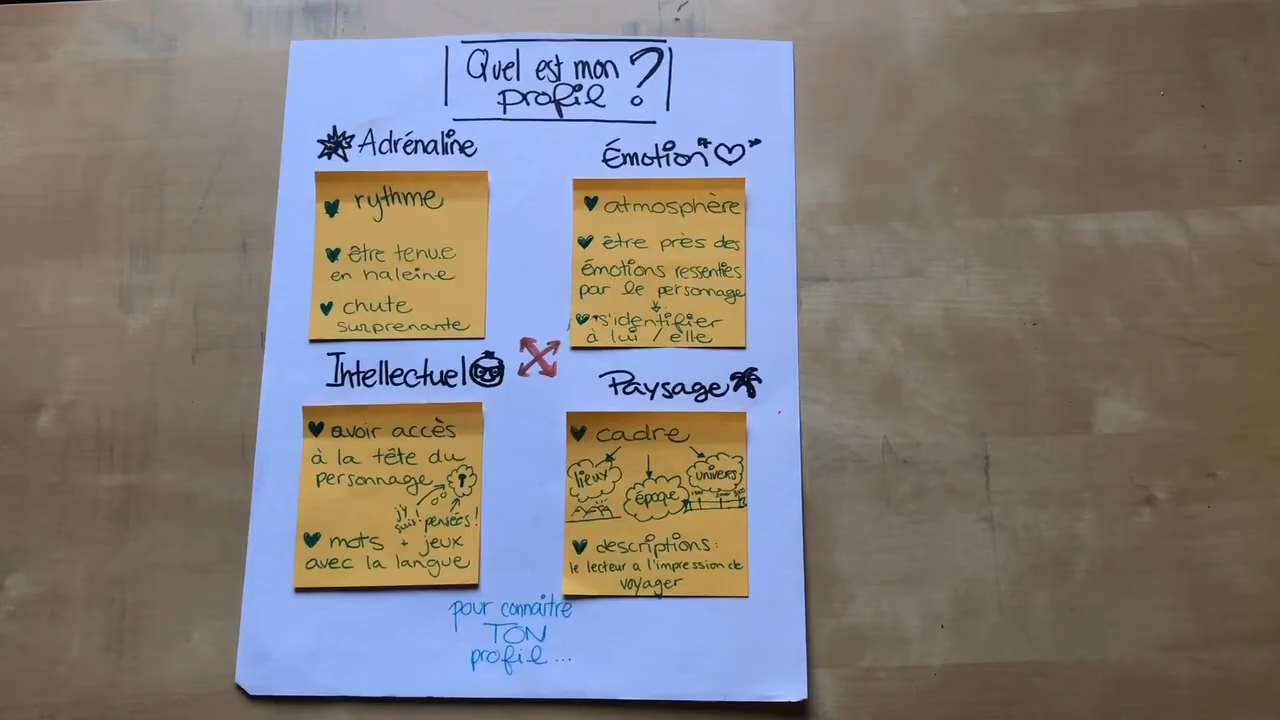 Quel est mon
profil ?
Adrénaline
rythme
être tenue
en haleine
chute
surprenante
Émotion
atmosphère
être près des
émotions ressenties
par le personnage
s'identifier
à lui / elle
Intellectuel
avoir accès
à la tête du
personnage
j'y
suis! pensées!
mots + jeux
avec la langue
Paysage
cadre
lieux
époque
univers
descriptions:
le lecteur a l'impression de
voyager
pour connaître
TON
profil...